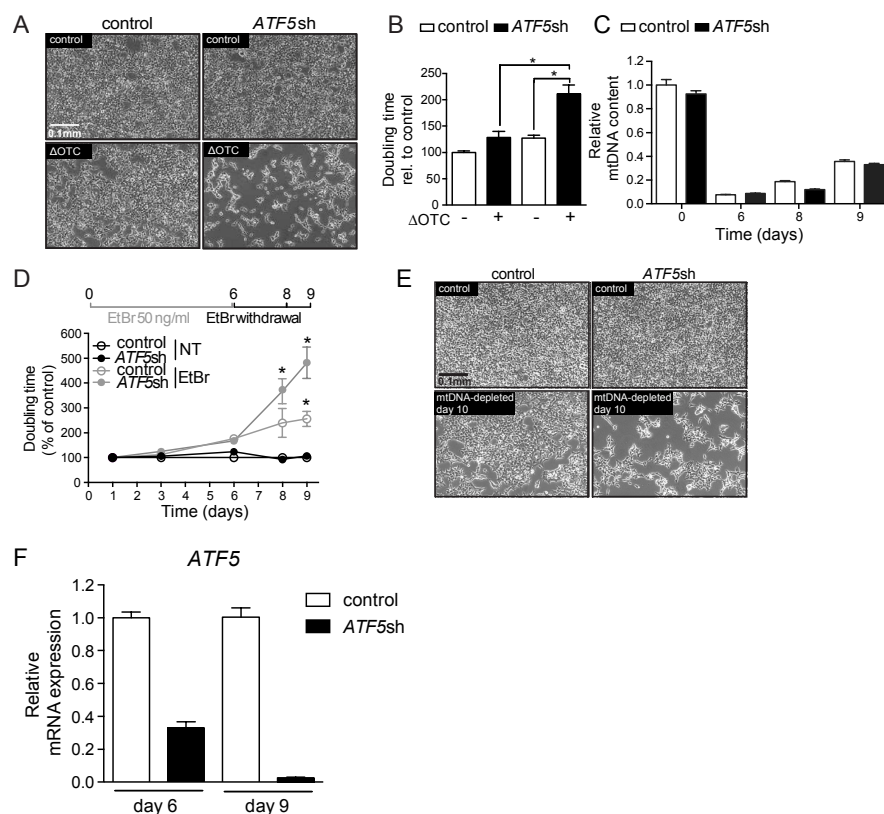 A
control
ATF5sh
control
control
0.1mm
ΔOTC
ΔOTC
B
control ATF5sh
Doubling time
rel. to control
250
200
150
100
50
0
*
*
ΔOTC - + - +
C
control ATF5sh
Relative
mtDNA content
1.2
1.0
0.8
0.6
0.4
0.2
0
0 6 8 9
Time (days)
D
0 6 8 9
EtBr 50 ng/ml EtBr withdrawal
Doubling time
(% of control)
600
500
400
300
200
100
0
control
ATF5sh
NT
control
ATF5sh
EtBr
*
*
*
0 1 2 3 4 5 6 7 8 9
Time (days)
E
control
ATF5sh
control
control
0.1mm
mtDNA-depleted
day 10
mtDNA-depleted
day 10
F
ATF5
Relative
mRNA expression
1.2
1.0
0.8
0.6
0.4
0.2
0.0
control
ATF5sh
day 6 day 9